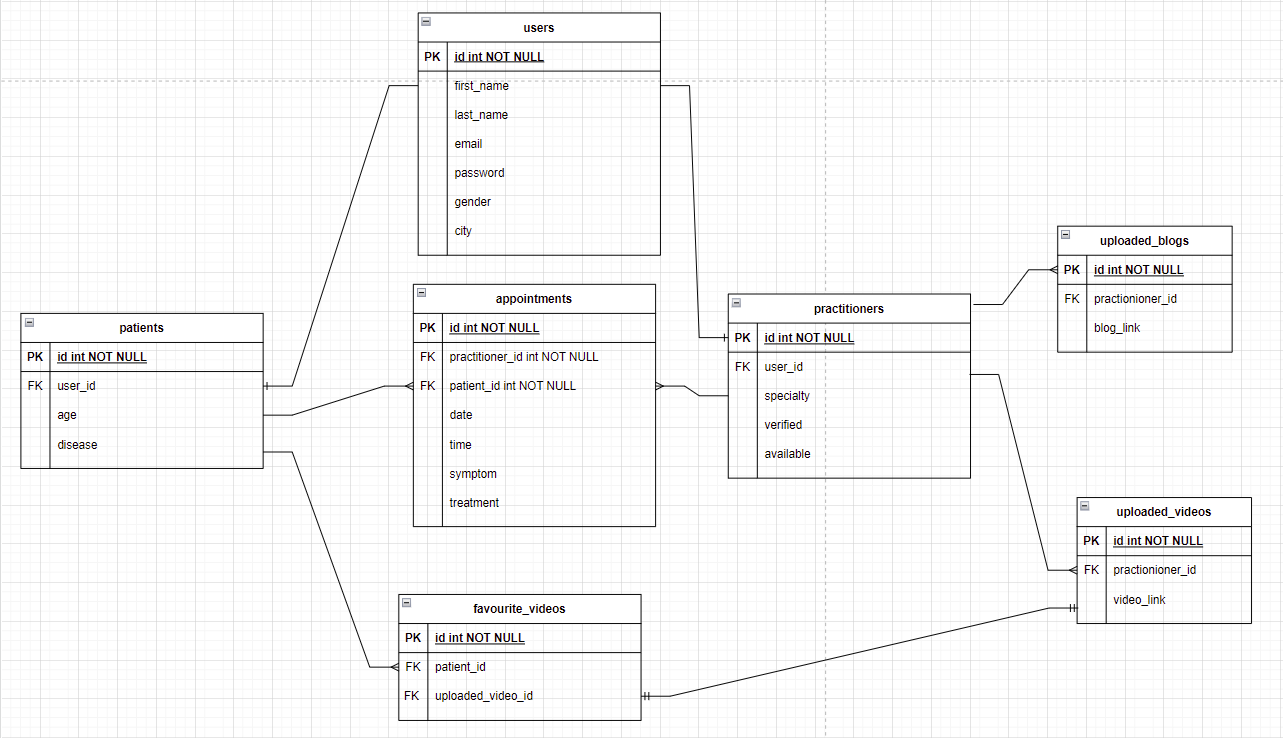 users
PK id int NOT NULL
first_name
last_name
email
password
gender
city
patients
PK id int NOT NULL
FK user_id
age
disease
appointments
PK id int NOT NULL
FK practitioner_id int NOT NULL
FK patient_id int NOT NULL
date
time
symptom
treatment
practitioners
PK id int NOT NULL
FK user_id
specialty
verified
available
uploaded_blogs
PK id int NOT NULL
FK practionioner_id
blog_link
uploaded_videos
PK id int NOT NULL
FK practionioner_id
video_link
favourite_videos
PK id int NOT NULL
FK patient_id
FK uploaded_video_id